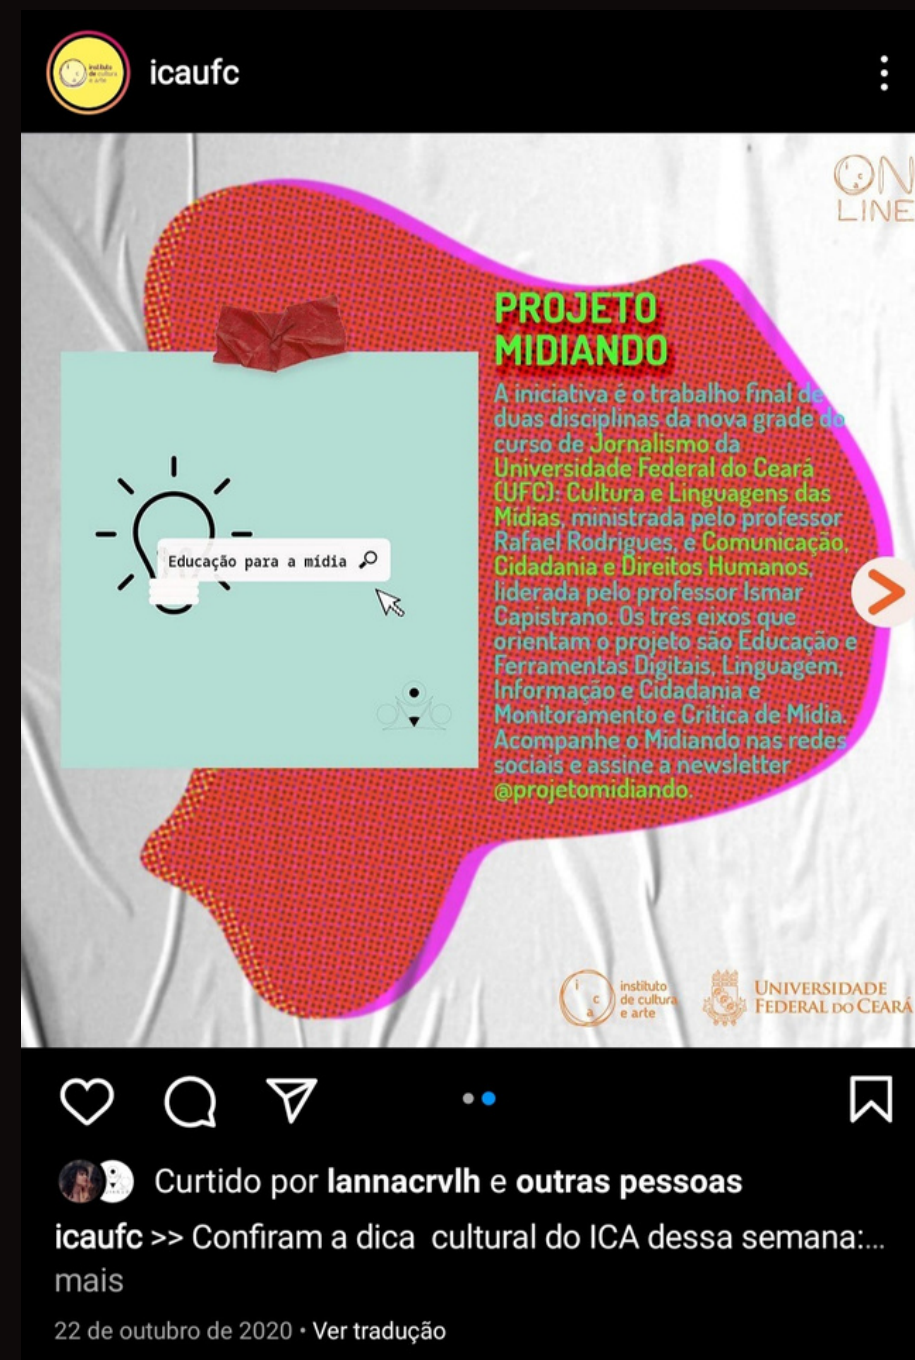 instituto
de cultura
e arte
icaufc
ON
LINE
PROJETO
MIDIANDO
A iniciativa é o trabalho final de
duas disciplinas da nova grade do
curso de Jornalismo da
Universidade Federal do Ceará
(UFC): Cultura e Linguagens das
Mídias, ministrada pelo professor
Rafael Rodrigues, e Comunicação,
Cidadania e Direitos Humanos,
liderada pelo professor Ismar
Capistrano. Os três eixos que
orientam o projeto são Educação e
Ferramentas Digitais, Linguagem,
Informação e Cidadania e
Monitoramento e Crítica de Mídia.
Acompanhe o Midiando nas redes
sociais e assine a newsletter
@projetomidiando.
Educação para a mídia
i c a
instituto
de cultura
e arte
UNIVERSIDADE
FEDERAL DO CEARÁ
Curtido por lannacrvlh e outras pessoas
icaufc >> Confiram a dica cultural do ICA dessa semana:...
mais
22 de outubro de 2020 • Ver tradução